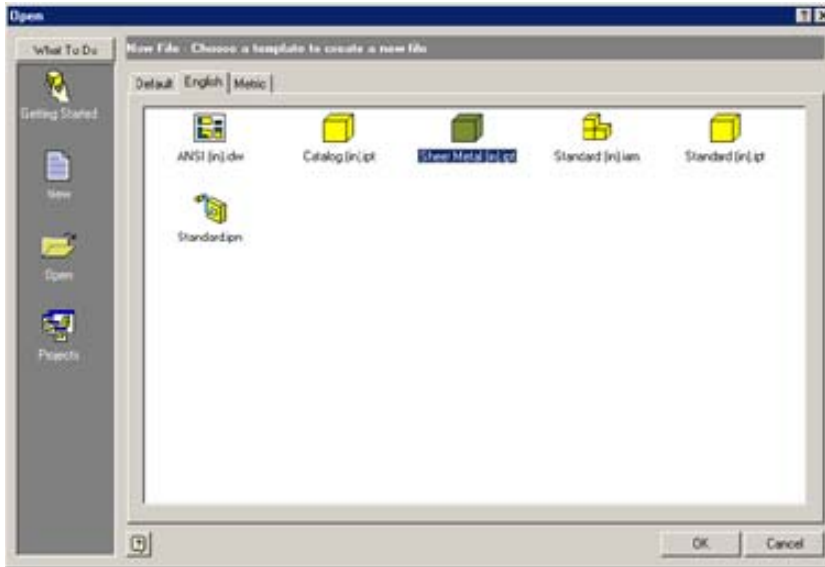 Open
What To Do
New File - Choose a template to create a new file
Getting Started
Default English Metric
ANSI (in).idw Catalog (in).ipt Sheet Metal (in).ipt Standard (in).iam Standard (in).ipt
New
Standard.ipn
Open
Projects
OK Cancel